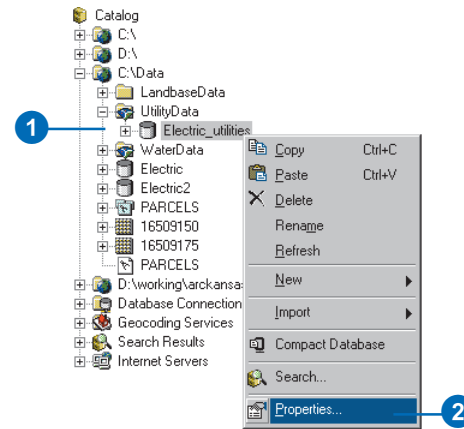 Catalog
C:\
D:\
C:\Data
LandbaseData
UtilityData
1
Electric_utilities
WaterData
Electric
Electric2
PARCELS
16509150
16509175
PARCELS
D:\working\arckansa
Database Connection
Geocoding Services
Search Results
Internet Servers
Copy Ctrl+C
Paste Ctrl+V
Delete
Rename
Refresh
New
Import
Compact Database
Search...
Properties...
2